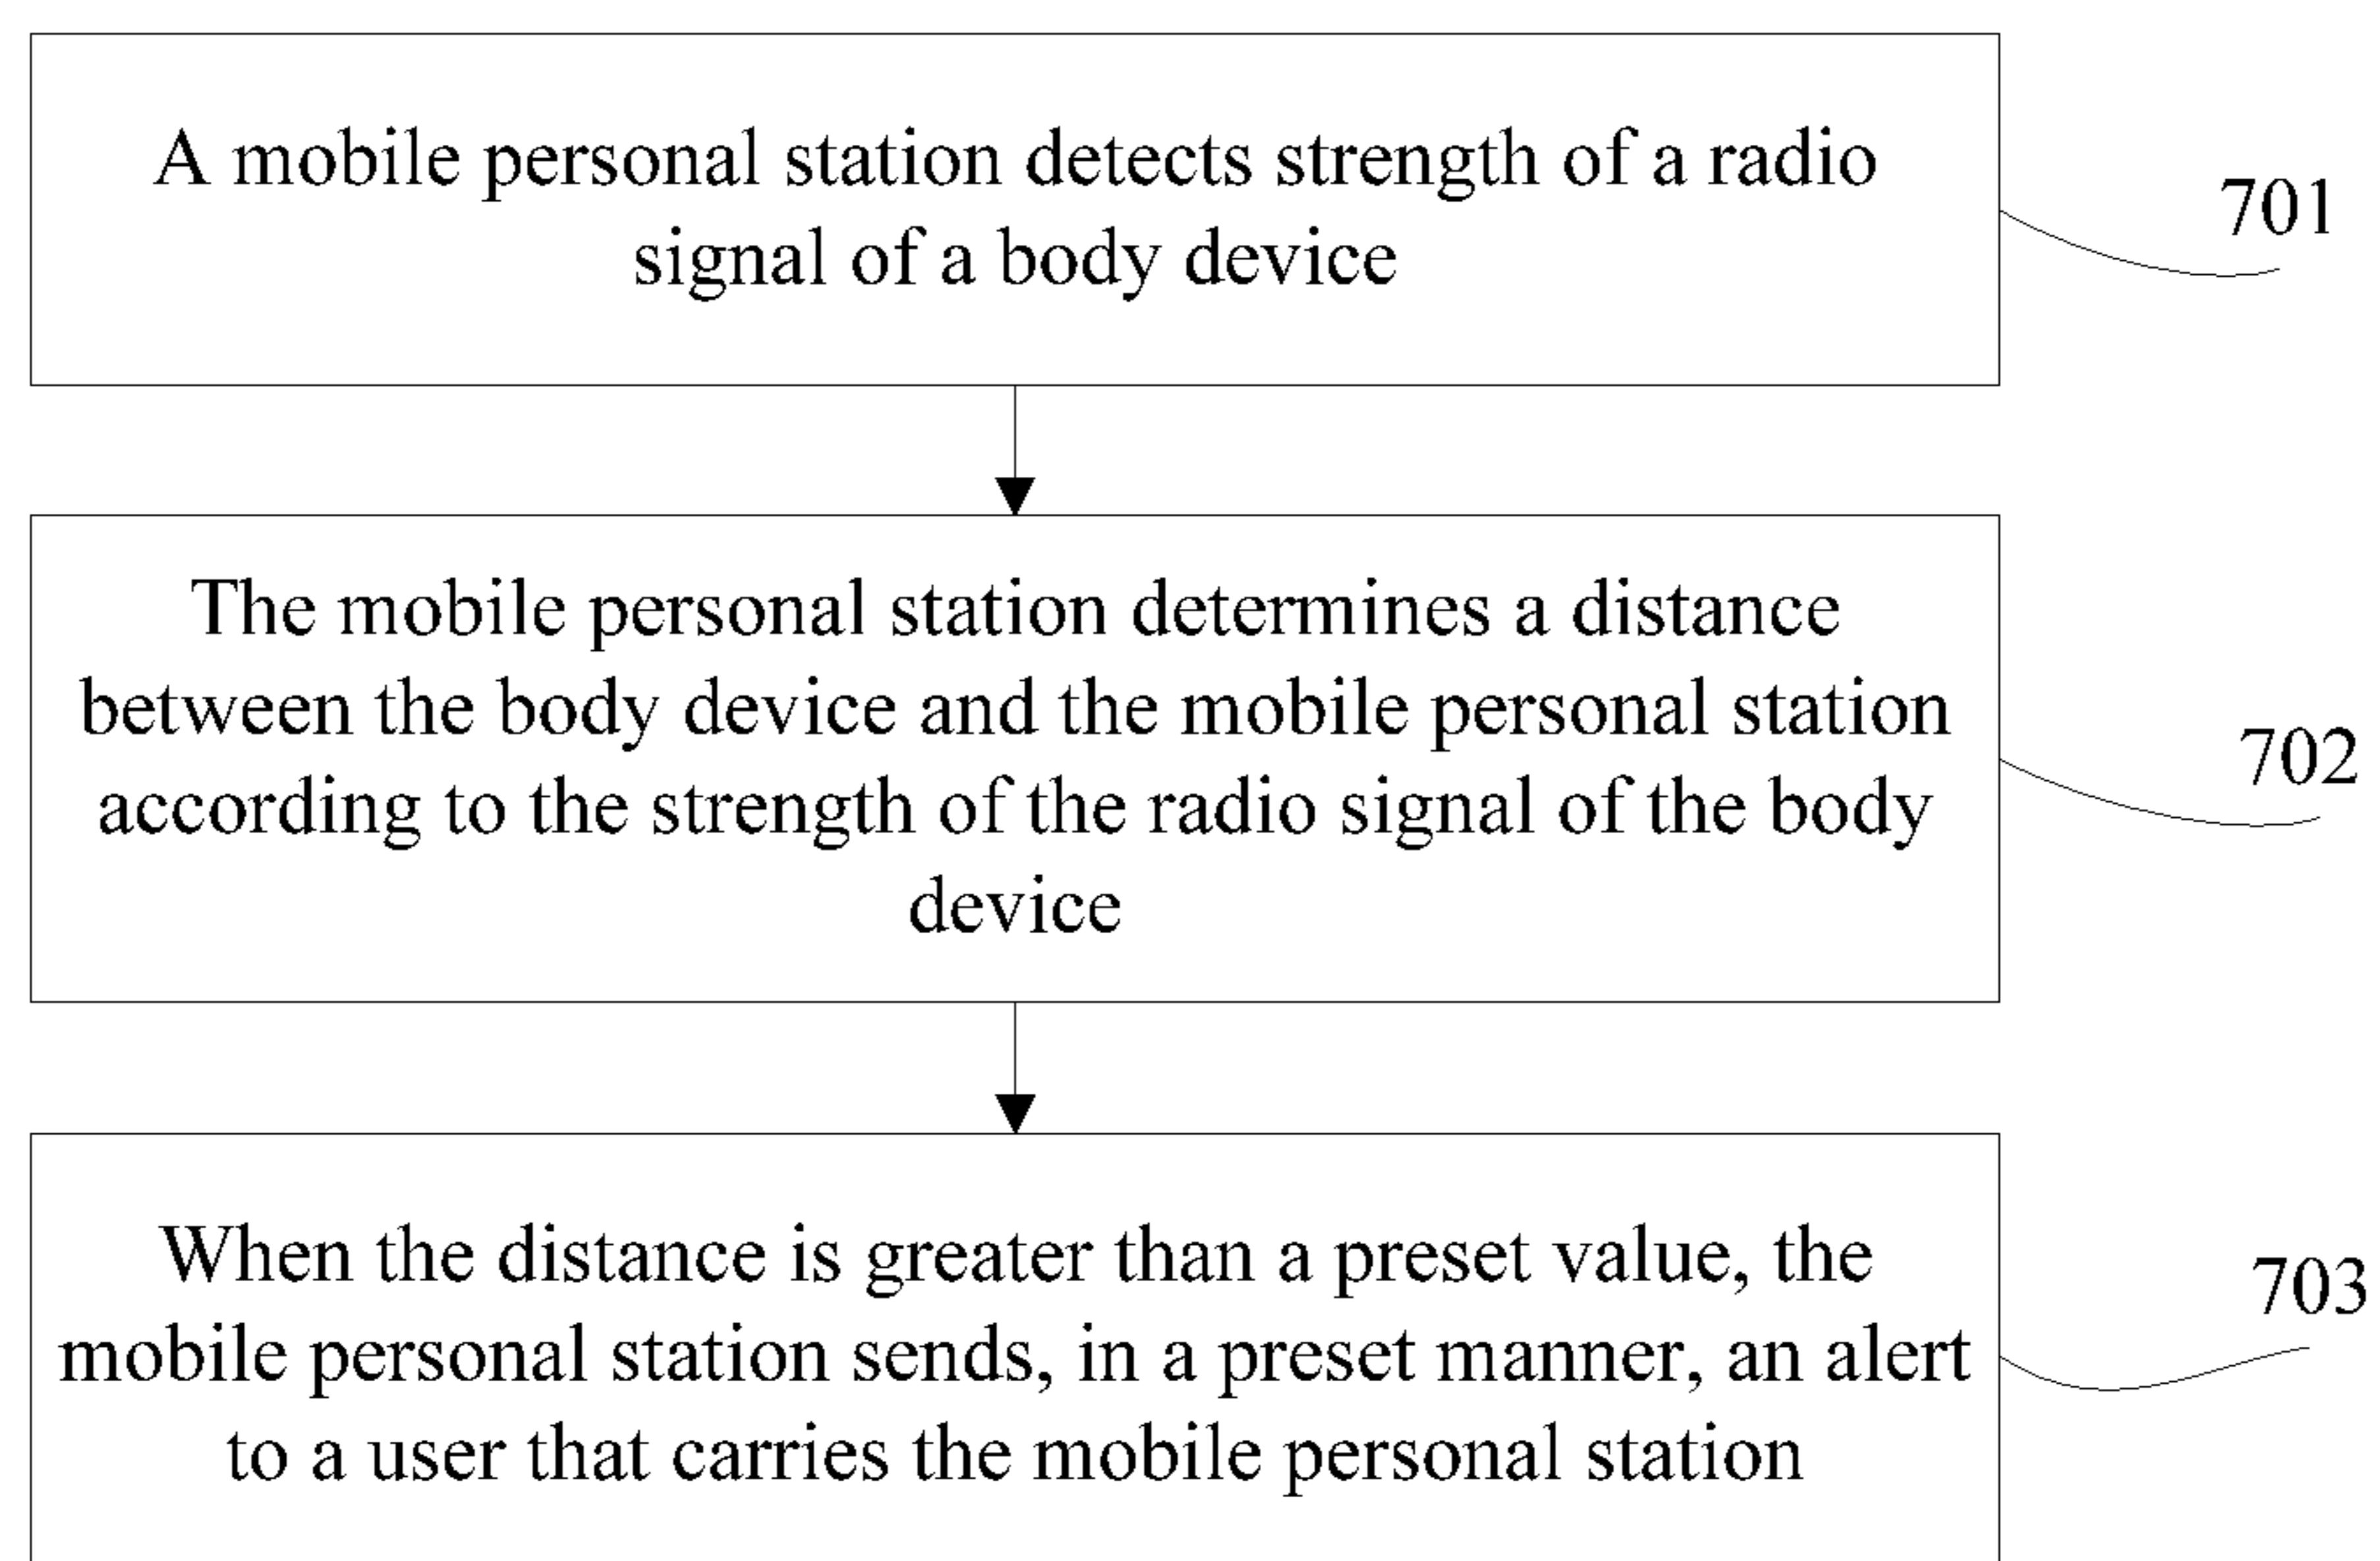 A mobile personal station detects strength of a radio
signal of a body device
701
The mobile personal station determines a distance
between the body device and the mobile personal station
according to the strength of the radio signal of the body
device
702
When the distance is greater than a preset value, the
mobile personal station sends, in a preset manner, an alert
to a user that carries the mobile personal station
703